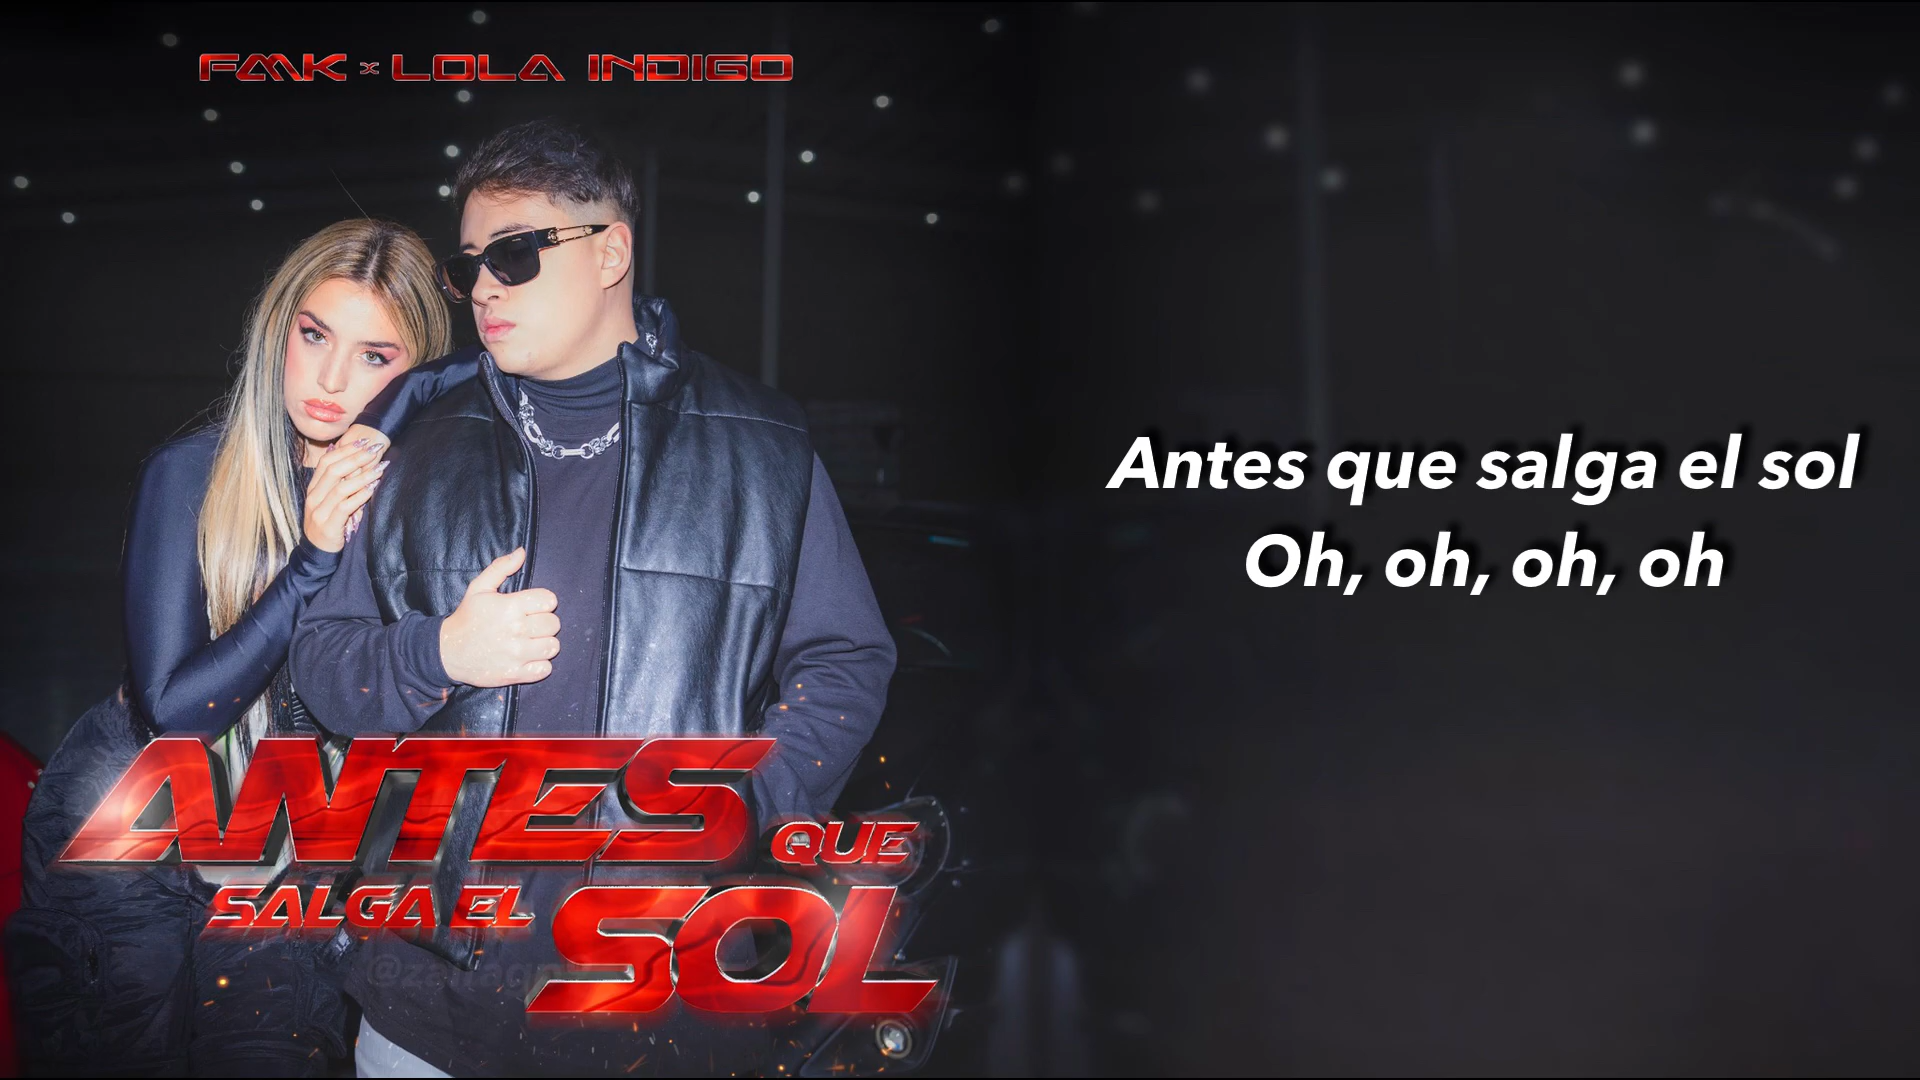 FMK x LOLA INDIGO
ANTES QUE
SALGA EL SOL
Antes que salga el sol
Oh, oh, oh, oh